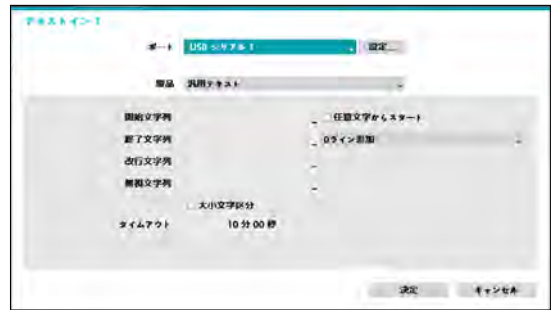 テキストイン 1
ポート USB シリアル 1 設定...
製品 汎用テキスト
開始文字列 任意文字からスタート
終了文字列 0ライン追加
改行文字列
無視文字列
大小文字区分
タイムアウト 10 分 00 秒
決定 キャンセル